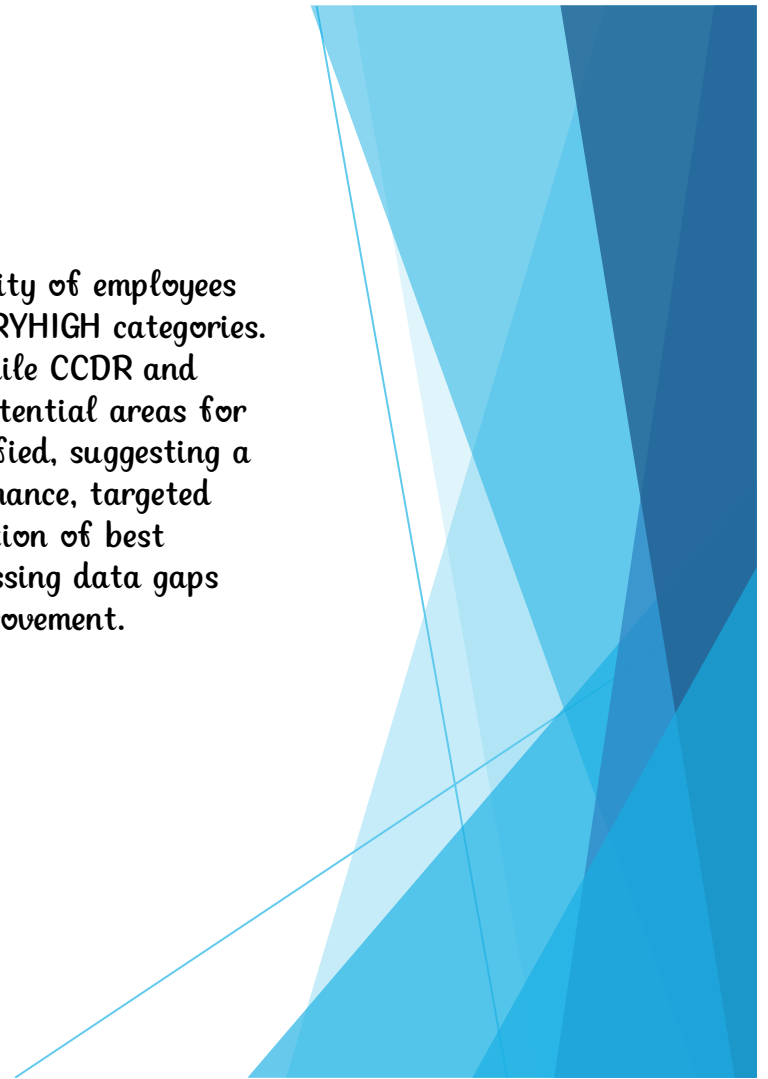 ity of employees
RYHIGH categories.
ile CCDR and
tential areas for
fied, suggesting a
nance, targeted
ion of best
ssing data gaps
ovement.